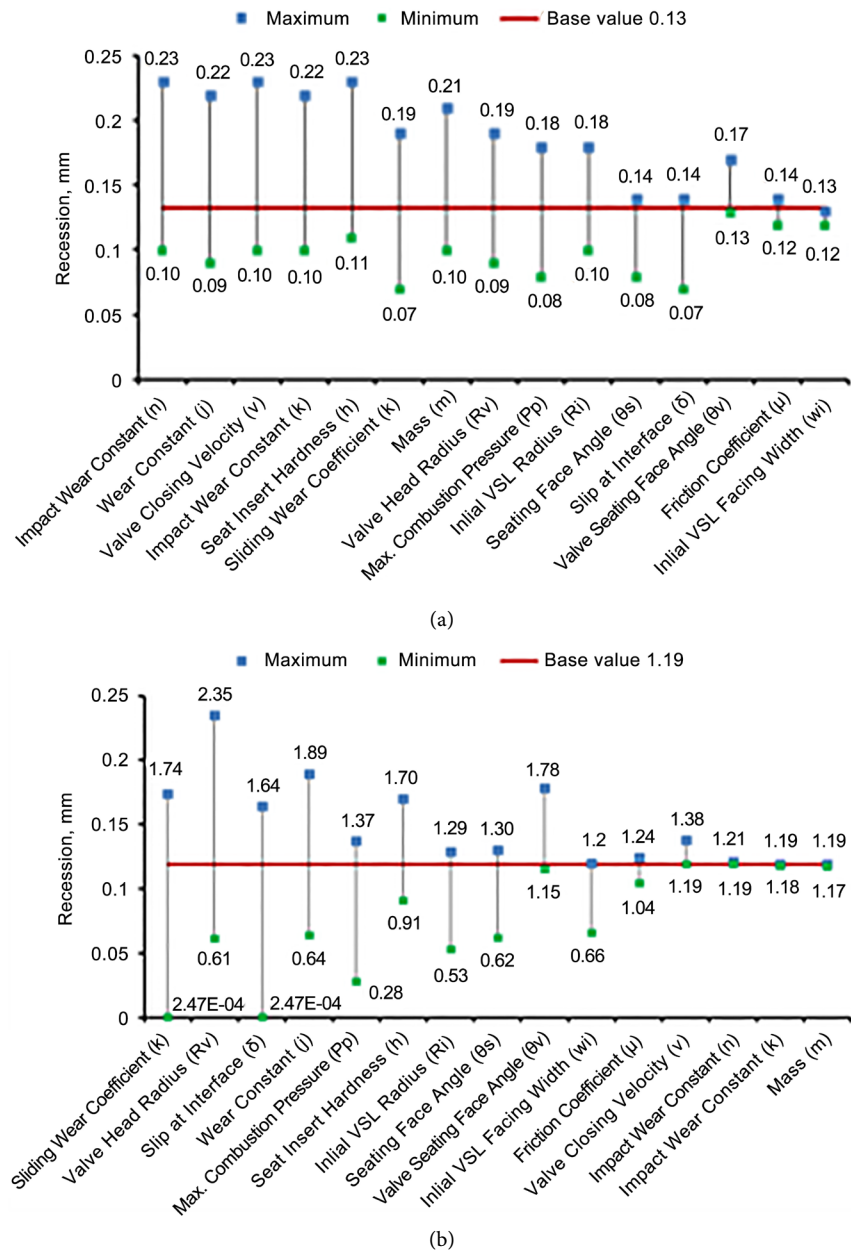 Maximum Minimum Base value 0.13
0.25
0.2
0.15
0.1
0.05
0
Recession, mm
0.23 0.22 0.23 0.22 0.23 0.19 0.21 0.19 0.18 0.18 0.14 0.14 0.17 0.14 0.13
0.10 0.09 0.10 0.10 0.11 0.07 0.10 0.09 0.08 0.10 0.08 0.07 0.13 0.12 0.12
Impact Wear Constant (n)
Wear Constant (j)
Valve Closing Velocity (v)
Impact Wear Constant (k)
Seat Insert Hardness (h)
Sliding Wear Coefficient (k)
Mass (m)
Valve Head Radius (Rv)
Max. Combustion Pressure (Pp)
Inlial VSL Radius (Ri)
Seating Face Angle (θs)
Slip at Interface (δ)
Valve Seating Face Angle (θv)
Friction Coefficient (μ)
Inlial VSL Facing Width (wi)
(a)
Maximum Minimum Base value 1.19
0.25
0.2
0.15
0.1
0.05
0
Recession, mm
1.74 2.35 1.64 1.89 1.37 1.70 1.29 1.30 1.78 1.2 1.24 1.38 1.21 1.19 1.19
2.47E-04 0.61 2.47E-04 0.64 0.28 0.91 0.53 0.62 1.15 0.66 1.04 1.19 1.19 1.18 1.17
Sliding Wear Coefficient (k)
Valve Head Radius (Rv)
Slip at Interface (δ)
Wear Constant (j)
Max. Combustion Pressure (Pp)
Seat Insert Hardness (h)
Inlial VSL Radius (Ri)
Seating Face Angle (θs)
Valve Seating Face Angle (θv)
Inlial VSL Facing Width (wi)
Friction Coefficient (μ)
Valve Closing Velocity (v)
Impact Wear Constant (n)
Impact Wear Constant (k)
Mass (m)
(b)